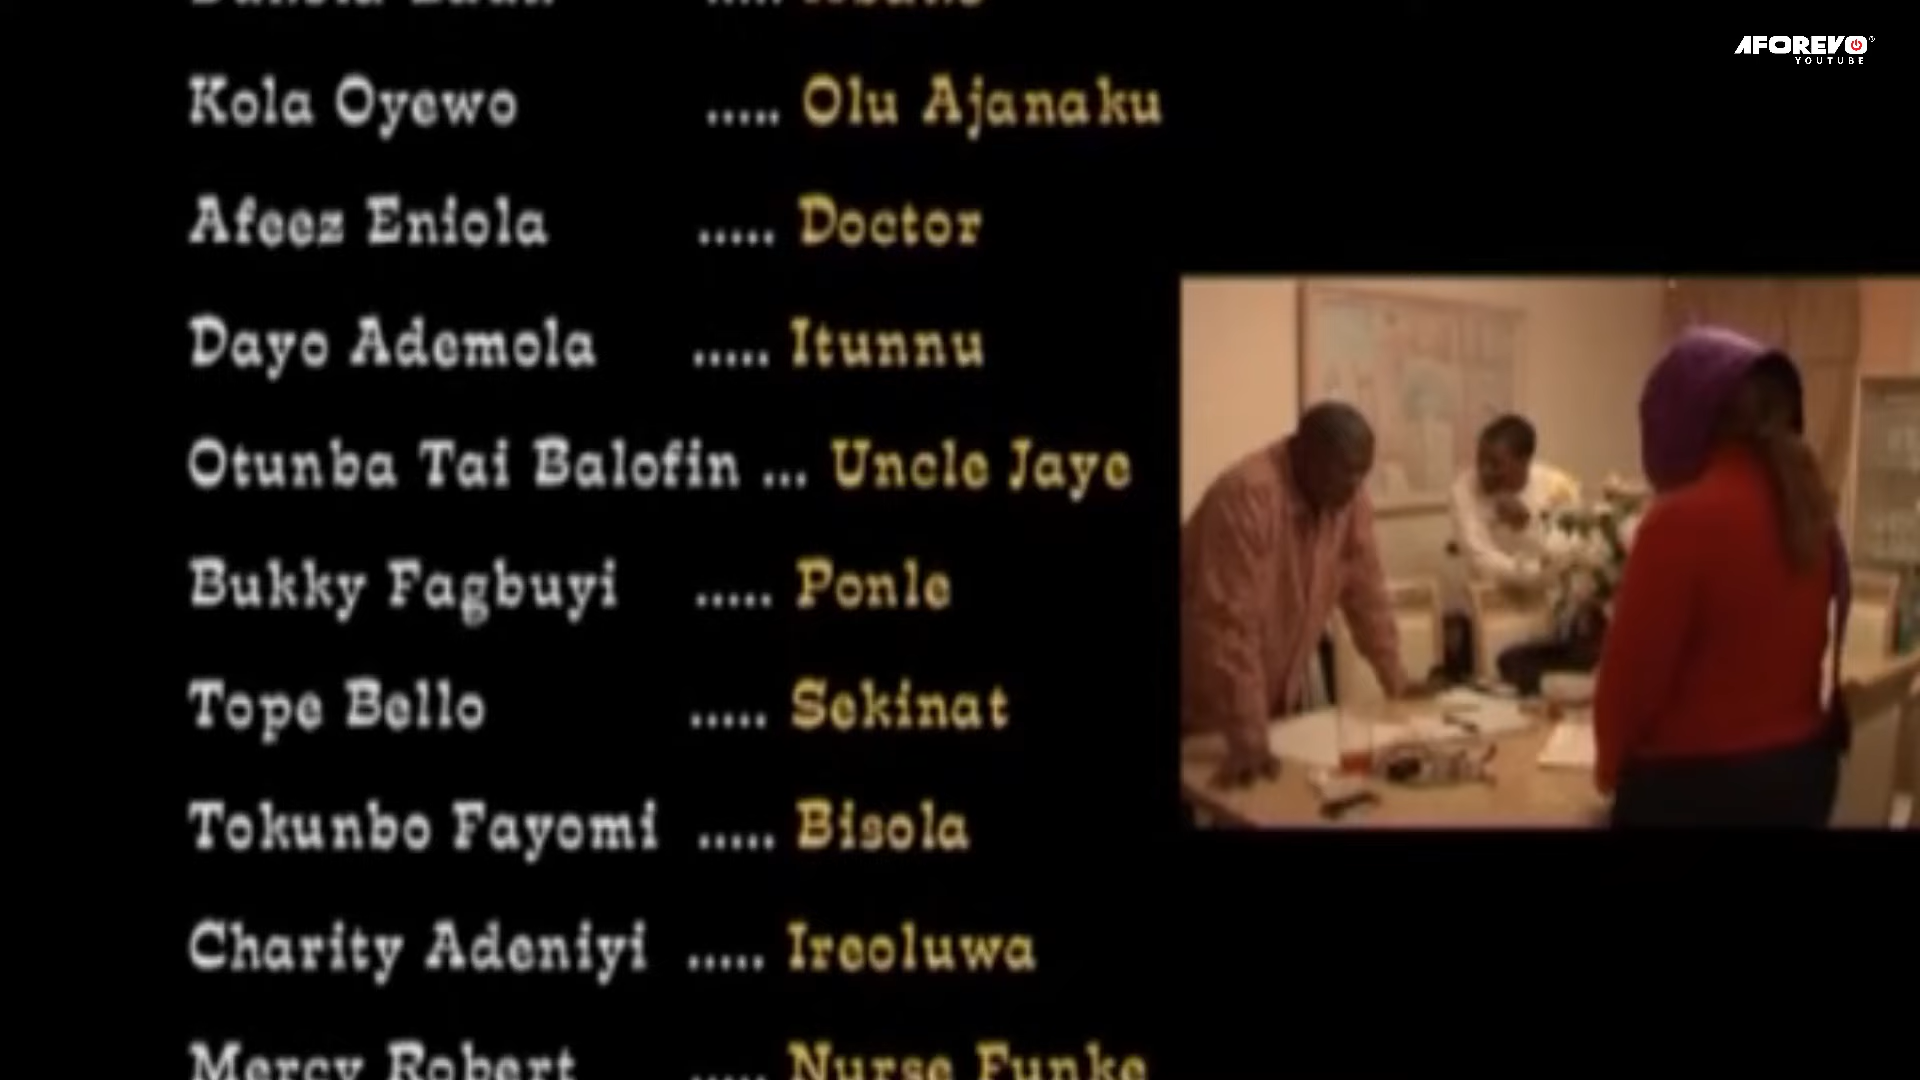 AFOREVO
YOUTUBE
Kola Oyewo ..... Olu Ajanaku
Afeez Eniola ..... Doctor
Dayo Ademola ..... Itunnu
Otunba Tai Balofin ... Uncle Jaye
Bukky Fagbuyi ..... Ponle
Tope Bello ..... Sekinat
Tokunbo Fayomi ..... Bisola
Charity Adeniyi ..... Ireoluwa
Mercy Robert ..... Nurse Funke